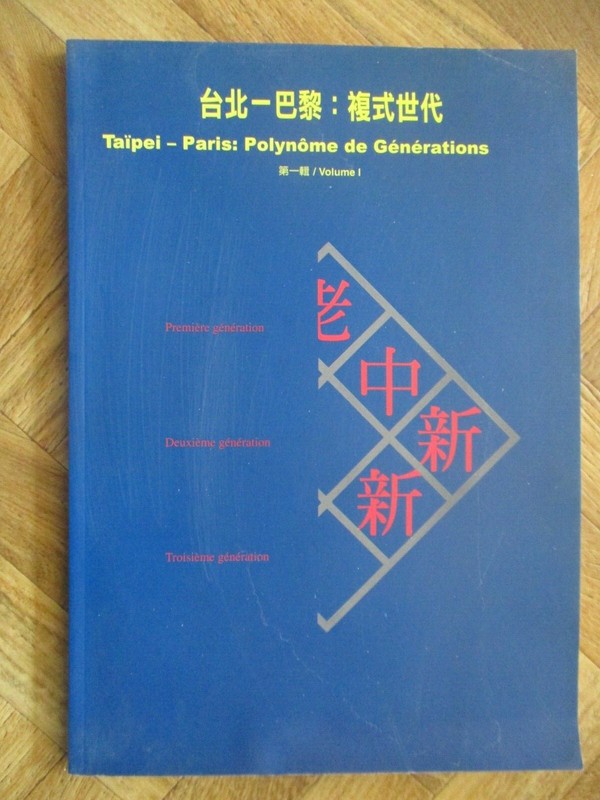 台北－巴黎：複式世代
Taïpei – Paris: Polynôme de Générations
第一輯 / Volume I
老
Première génération
中
新
Deuxième génération
新
Troisième génération